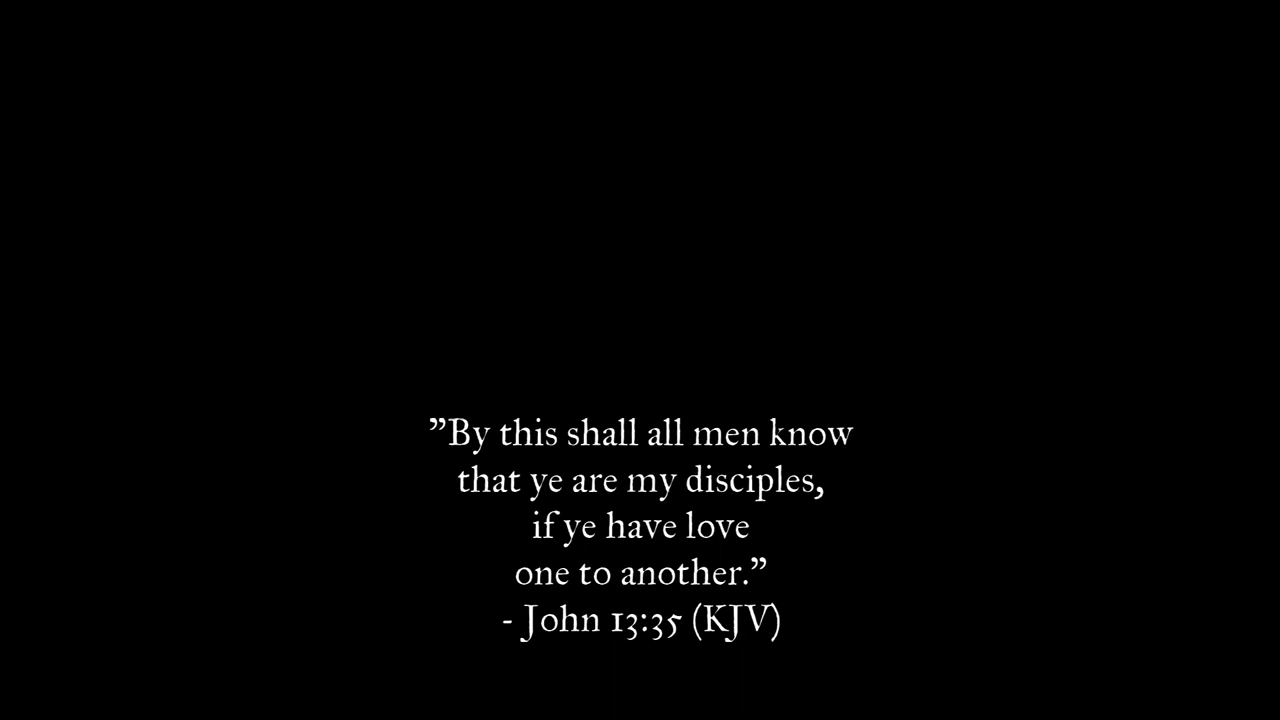 ”By this shall all men know
that ye are my disciples,
if ye have love
one to another.”
- John 13:35 (KJV)